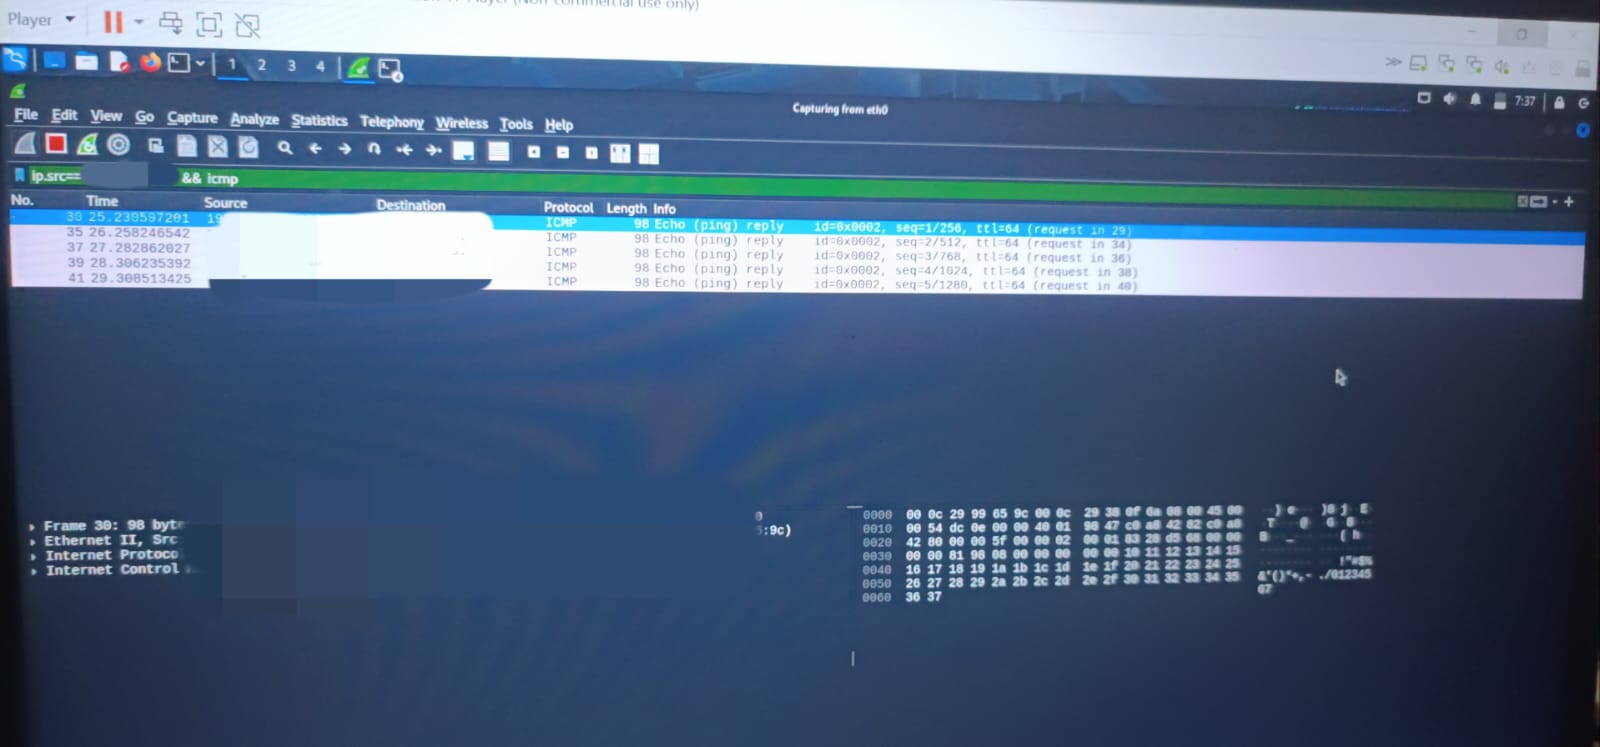 Player (Non-commercial use only)
Player
1 2 3 4
7:37
Capturing from eth0
File Edit View Go Capture Analyze Statistics Telephony Wireless Tools Help
ip.src== && icmp
No. Time Source Destination Protocol Length Info
30 25.230597201 19 ICMP 98 Echo (ping) reply id=0x0002, seq=1/256, ttl=64 (request in 29)
35 26.258246542 ICMP 98 Echo (ping) reply id=0x0002, seq=2/512, ttl=64 (request in 34)
37 27.282862027 ICMP 98 Echo (ping) reply id=0x0002, seq=3/768, ttl=64 (request in 36)
39 28.306235392 ICMP 98 Echo (ping) reply id=0x0002, seq=4/1024, ttl=64 (request in 38)
41 29.308513425 ICMP 98 Echo (ping) reply id=0x0002, seq=5/1280, ttl=64 (request in 40)
Frame 30: 98 byte
Ethernet II, Src :9c)
Internet Protoco
Internet Control
0000 00 0c 29 99 65 9c 00 0c 29 38 0f 6a 08 00 45 00
0010 00 54 dc 0e 00 00 40 01 98 47 c0 a8 42 82 c0 a8
0020 42 80 00 00 5f 00 00 02 00 01 83 28 d5 68 00 00
0030 00 00 81 98 08 00 00 00 00 00 10 11 12 13 14 15
0040 16 17 18 19 1a 1b 1c 1d 1e 1f 20 21 22 23 24 25 !"#$%
0050 26 27 28 29 2a 2b 2c 2d 2e 2f 30 31 32 33 34 35 &'()*+,- ./012345
0060 36 37 67